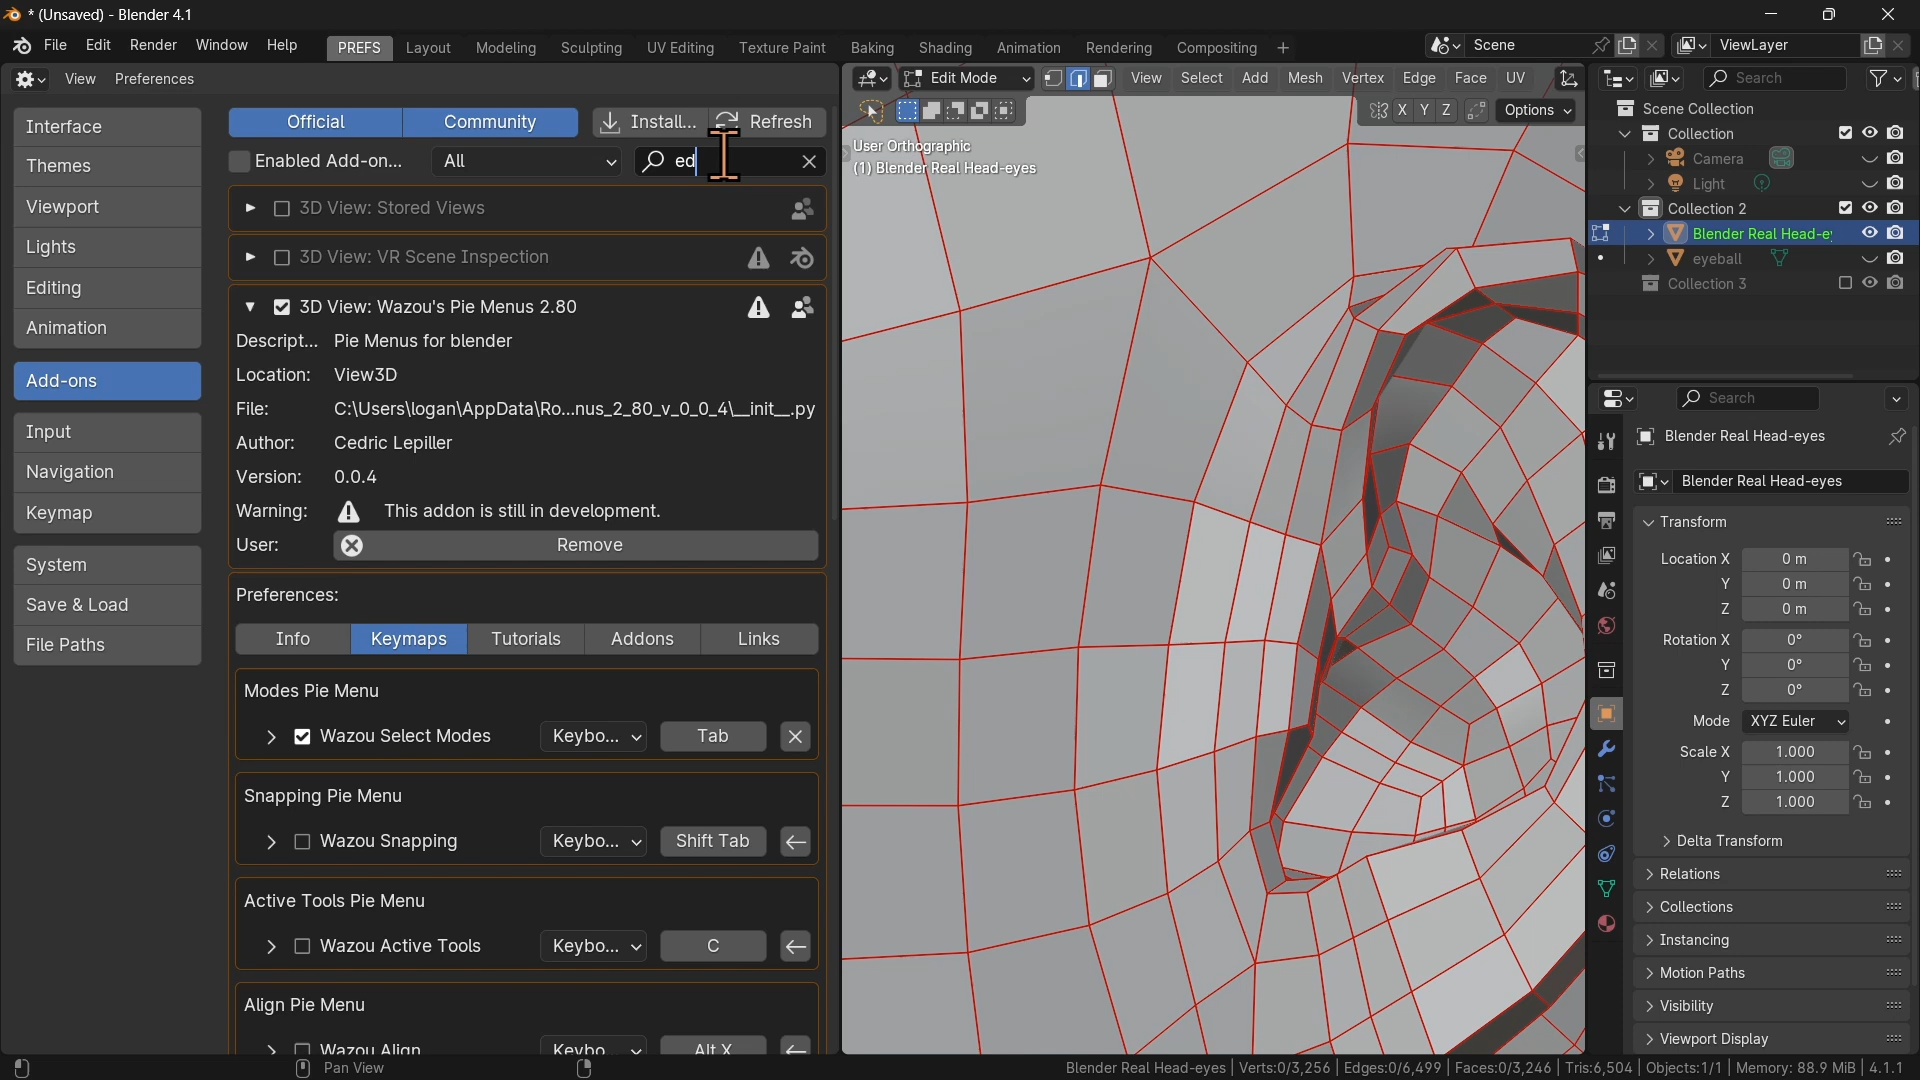 * (Unsaved) - Blender 4.1
File Edit Render Window Help PREFS Layout Modeling Sculpting UV Editing Texture Paint Baking Shading Animation Rendering Compositing + Scene ViewLayer
View Preferences
Interface
Themes
Viewport
Lights
Editing
Animation
Add-ons
Input
Navigation
Keymap
System
Save & Load
File Paths
Official Community Install... Refresh
Enabled Add-on... All ed
3D View: Stored Views
3D View: VR Scene Inspection
3D View: Wazou's Pie Menus 2.80
Descript... Pie Menus for blender
Location: View3D
File: C:\Users\logan\AppData\Ro...nus_2_80_v_0_0_4\__init__.py
Author: Cedric Lepiller
Version: 0.0.4
Warning: This addon is still in development.
User: Remove
Preferences:
Info Keymaps Tutorials Addons Links
Modes Pie Menu
Wazou Select Modes Keybo... Tab
Snapping Pie Menu
Wazou Snapping Keybo... Shift Tab
Active Tools Pie Menu
Wazou Active Tools Keybo... C
Align Pie Menu
Wazou Align Keybo... Alt X
Edit Mode View Select Add Mesh Vertex Edge Face UV
X Y Z Options
User Orthographic
(1) Blender Real Head-eyes
Search
Scene Collection
Collection
Camera
Light
Collection 2
Blender Real Head-ey
eyeball
Collection 3
Search
Blender Real Head-eyes
Blender Real Head-eyes
Transform
Location X 0 m
Y 0 m
Z 0 m
Rotation X 0°
Y 0°
Z 0°
Mode XYZ Euler
Scale X 1.000
Y 1.000
Z 1.000
Delta Transform
Relations
Collections
Instancing
Motion Paths
Visibility
Viewport Display
Pan View
Blender Real Head-eyes | Verts:0/3,256 | Edges:0/6,499 | Faces:0/3,246 | Tris:6,504 | Objects:1/1 | Memory: 88.9 MiB | 4.1.1